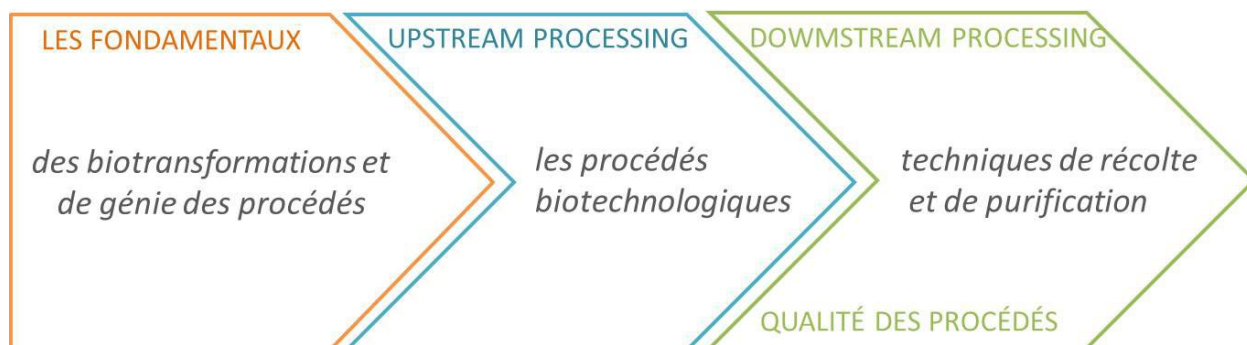 LES FONDAMENTAUX
des biotransformations et
de génie des procédés
UPSTREAM PROCESSING
les procédés
biotechnologiques
DOWMSTREAM PROCESSING
techniques de récolte
et de purification
QUALITÉ DES PROCÉDÉS